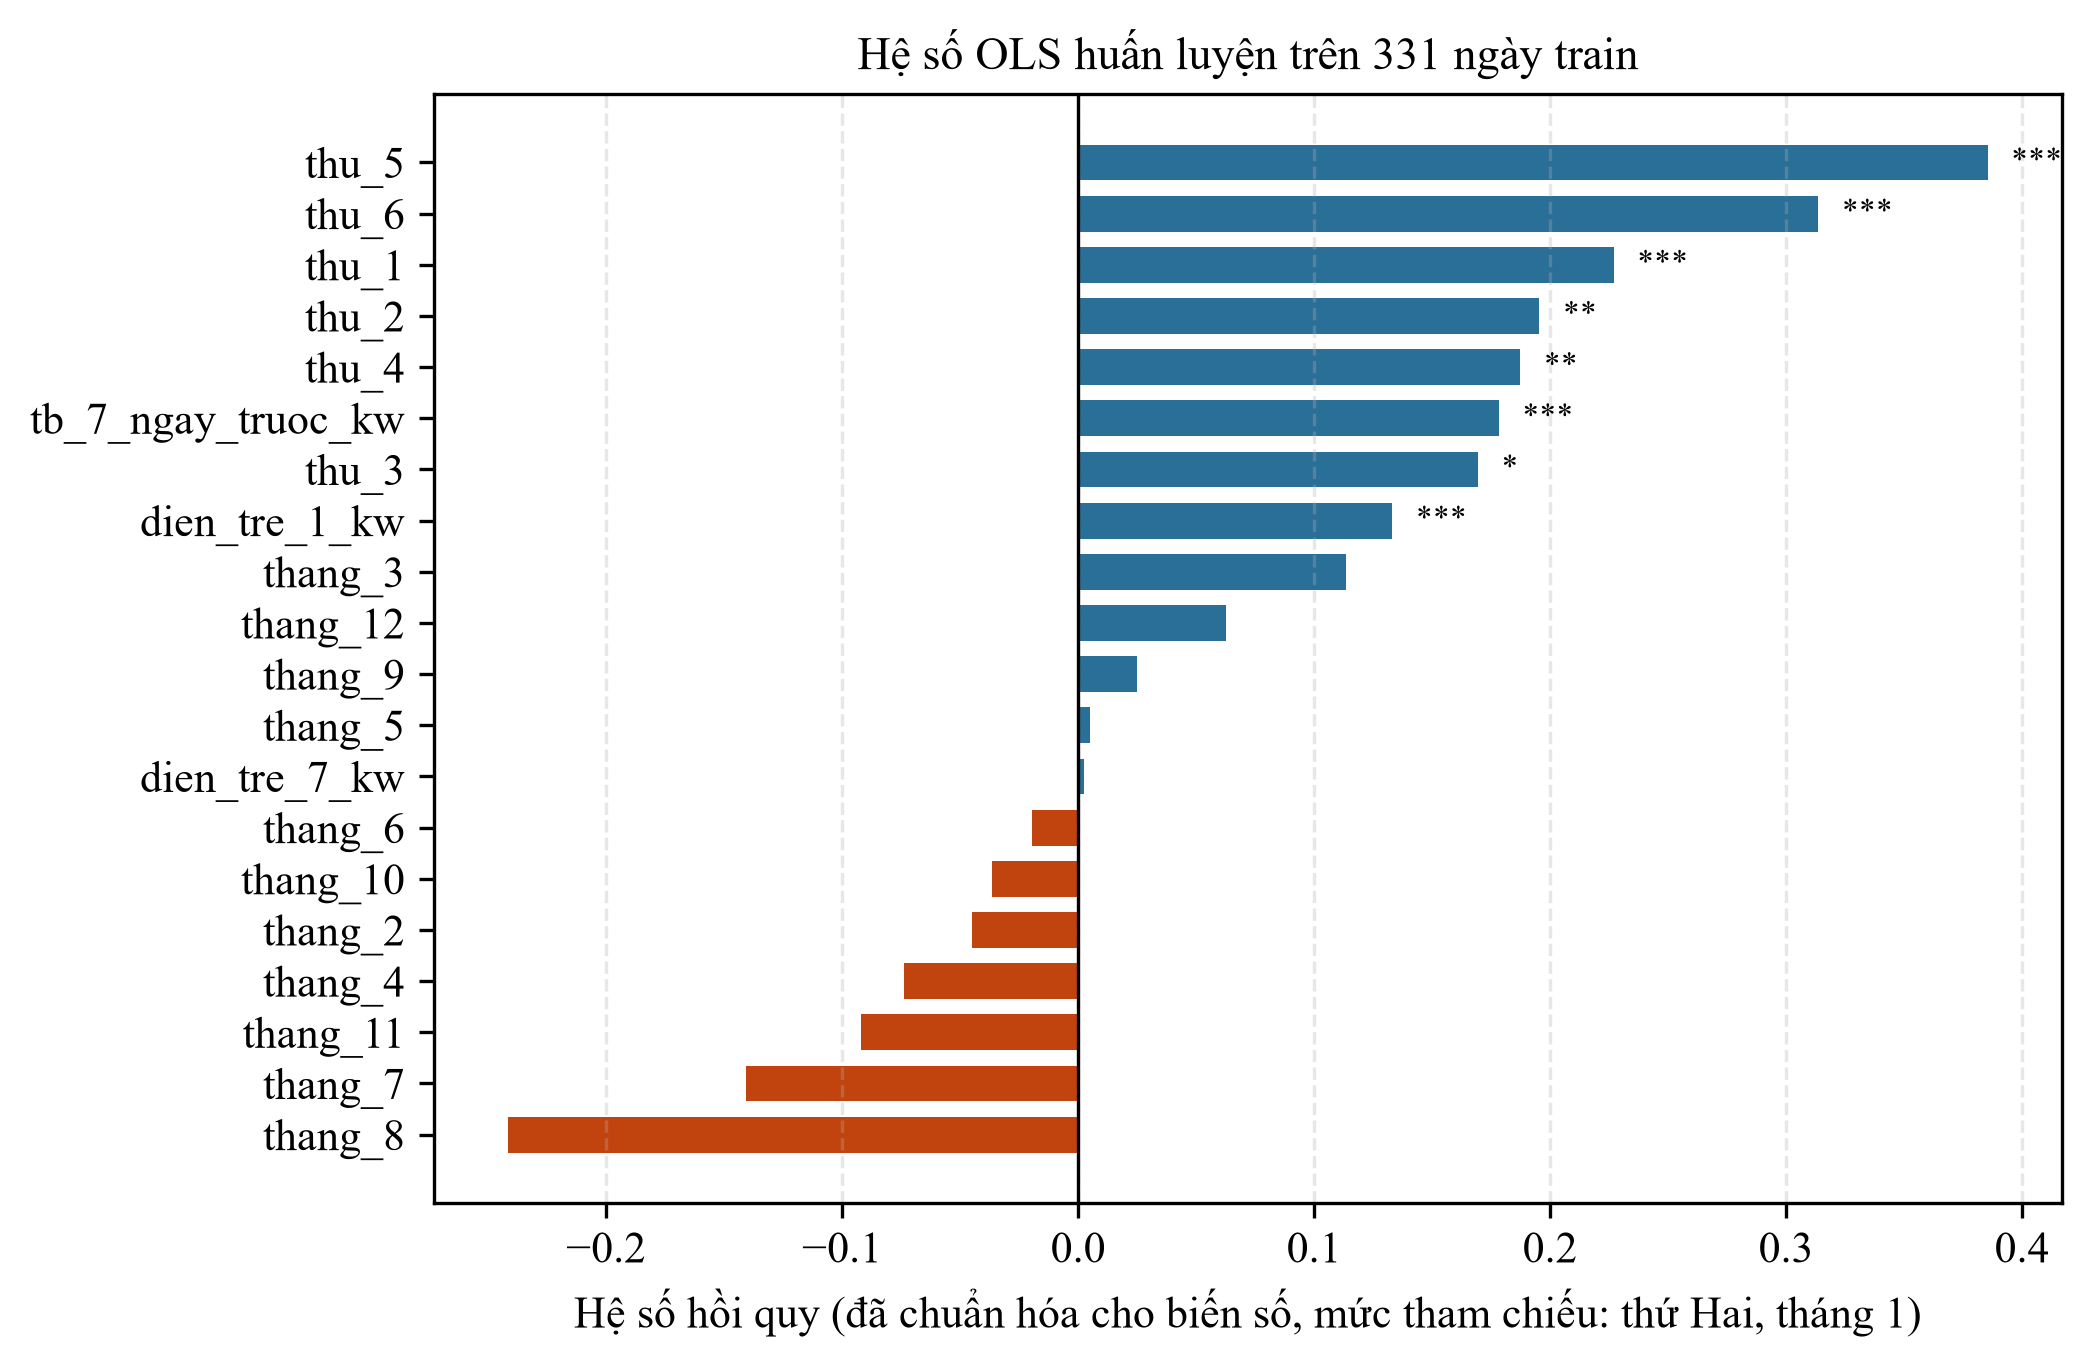 Hệ số OLS huấn luyện trên 331 ngày train
thu_5 ***
thu_6 ***
thu_1 ***
thu_2 **
thu_4 **
tb_7_ngay_truoc_kw ***
thu_3 *
dien_tre_1_kw ***
thang_3
thang_12
thang_9
thang_5
dien_tre_7_kw
thang_6
thang_10
thang_2
thang_4
thang_11
thang_7
thang_8
−0.2 −0.1 0.0 0.1 0.2 0.3 0.4
Hệ số hồi quy (đã chuẩn hóa cho biến số, mức tham chiếu: thứ Hai, tháng 1)